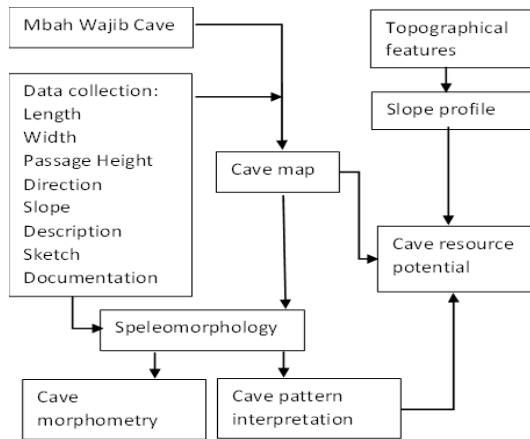 Mbah Wajib Cave
Data collection:
Length
Width
Passage Height
Direction
Slope
Description
Sketch
Documentation
Topographical
features
Slope profile
Cave map
Cave resource
potential
Speleomorphology
Cave
morphometry
Cave pattern
interpretation